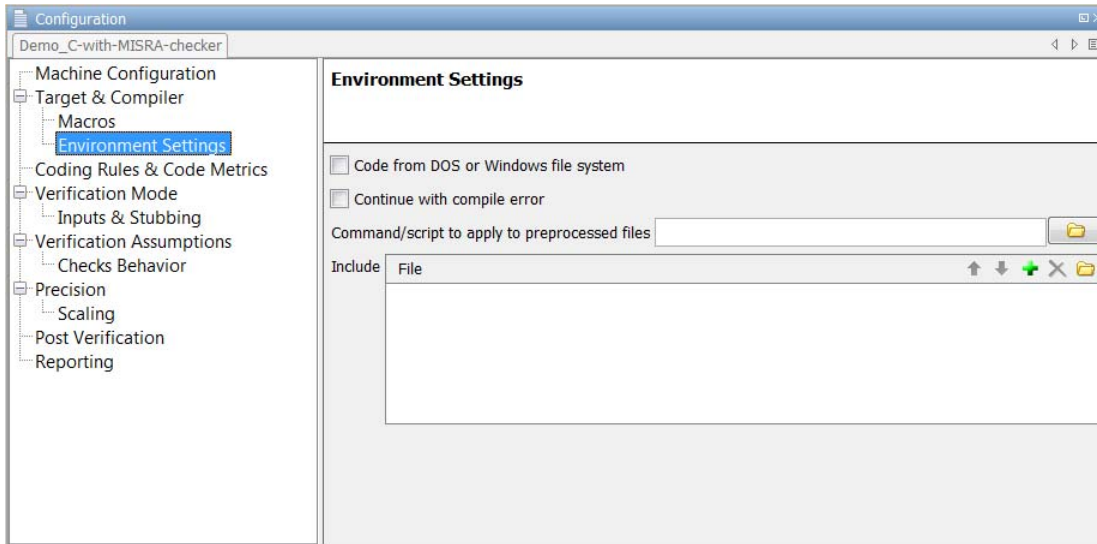 Configuration
Demo_C-with-MISRA-checker
Machine Configuration
Target & Compiler
Macros
Environment Settings
Coding Rules & Code Metrics
Verification Mode
Inputs & Stubbing
Verification Assumptions
Checks Behavior
Precision
Scaling
Post Verification
Reporting
Environment Settings
Code from DOS or Windows file system
Continue with compile error
Command/script to apply to preprocessed files
Include File